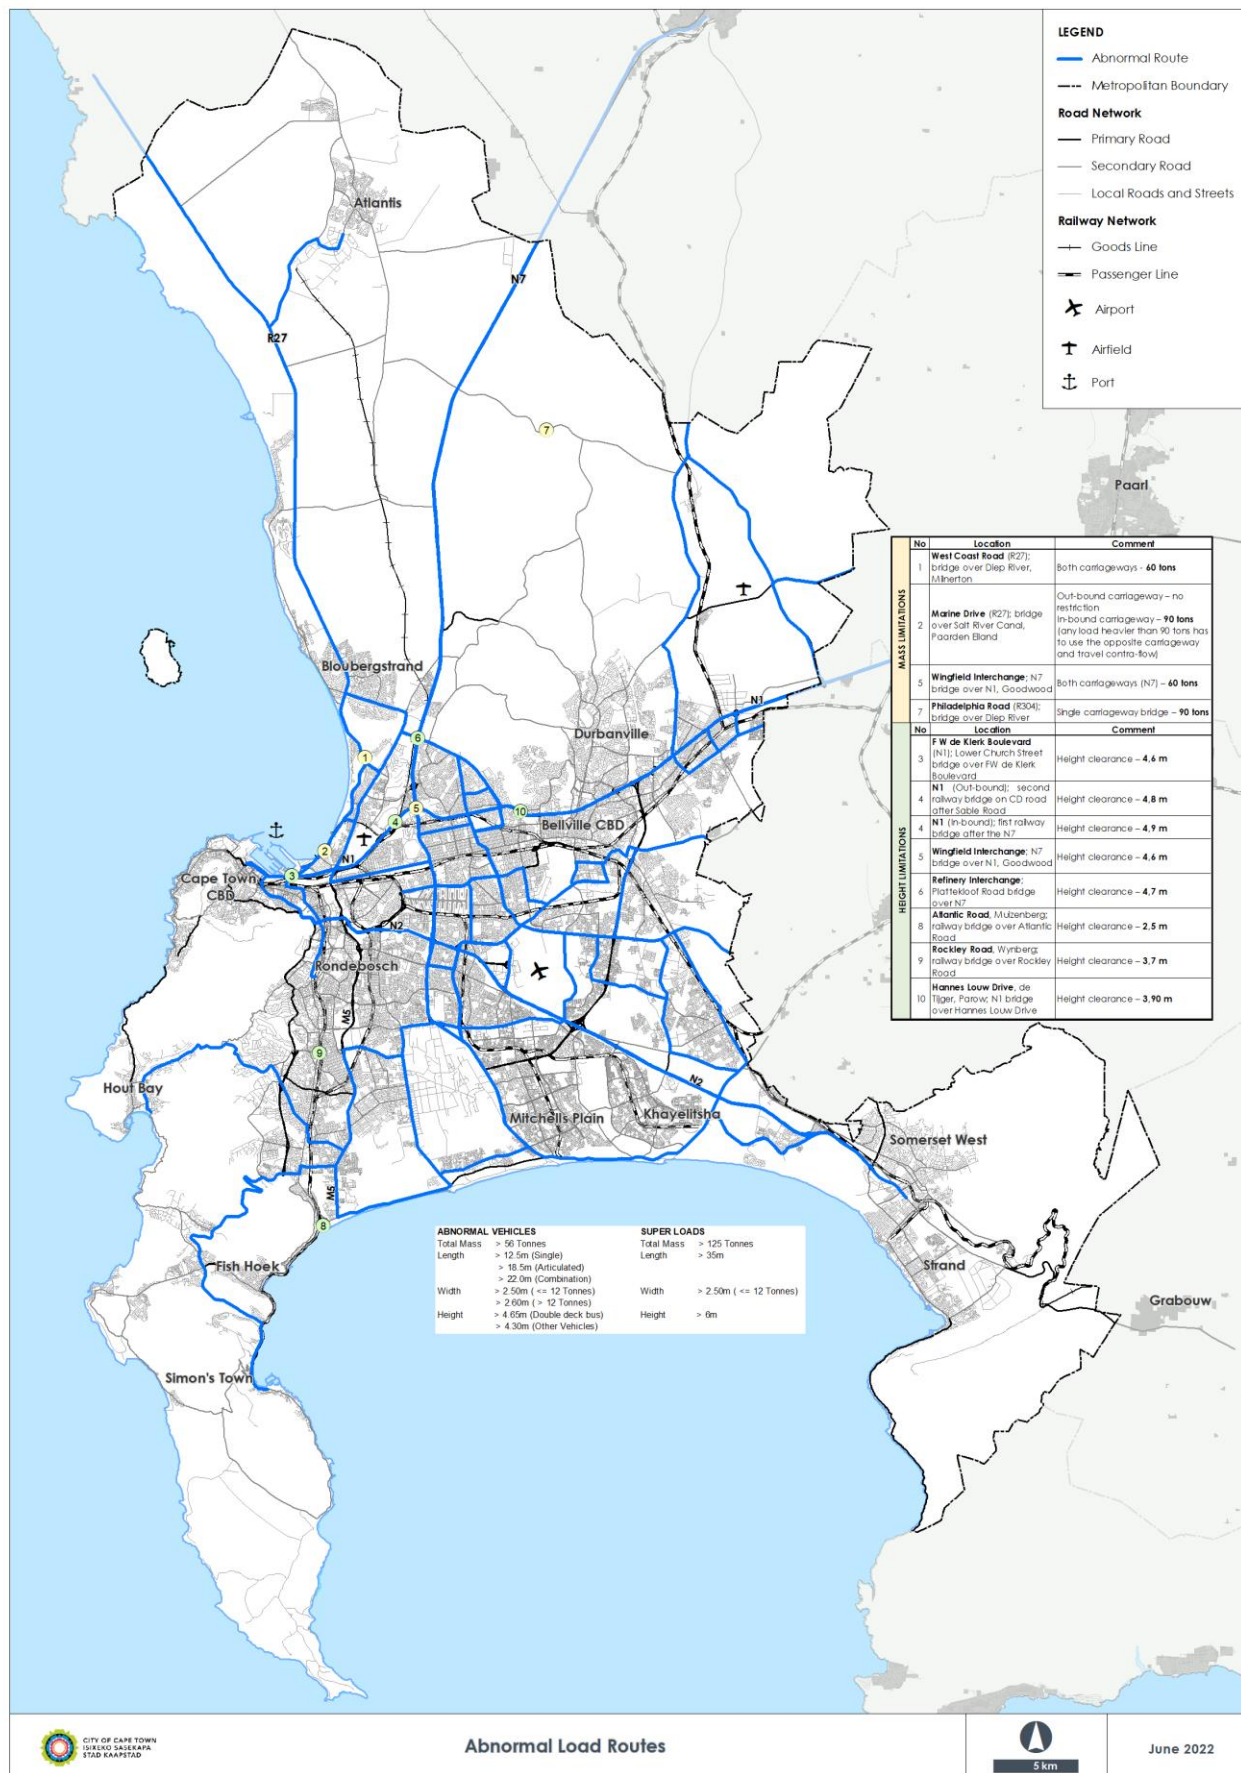 LEGEND
Abnormal Route
Metropolitan Boundary
Road Network
Primary Road
Secondary Road
Local Roads and Streets
Railway Network
Goods Line
Passenger Line
Airport
Airfield
Port
Atlantis
N7
R27
7
Paarl
Bloubergstrand
N1
6
Durbanville
1
5
4
10
Bellville CBD
2
N1
3
Cape Town
CBD
N2
Rondebosch
M5
9
N2
Hout Bay
Mitchells Plain
Khayelitsha
Somerset West
M5
8
Fish Hoek
Strand
Grabouw
Simon's Town
MASS LIMITATIONS
No Location Comment
1 West Coast Road (R27); bridge over Diep River, Milnerton Both carriageways - 60 tons
2 Marine Drive (R27); bridge over Salt River Canal, Paarden Eiland Out-bound carriageway – no restriction In-bound carriageway – 90 tons (any load heavier than 90 tons has to use the opposite carriageway and travel contra-flow)
5 Wingfield Interchange; N7 bridge over N1, Goodwood Both carriageways (N7) – 60 tons
7 Philadelphia Road (R304); bridge over Diep River Single carriageway bridge – 90 tons
HEIGHT LIMITATIONS
No Location Comment
3 F W de Klerk Boulevard (N1); Lower Church Street bridge over FW de Klerk Boulevard Height clearance – 4,6 m
4 N1 (Out-bound); second railway bridge on CD road after Sable Road Height clearance – 4,8 m
4 N1 (In-bound); first railway bridge after the N7 Height clearance – 4,9 m
5 Wingfield Interchange; N7 bridge over N1, Goodwood Height clearance – 4,6 m
6 Refinery Interchange; Plattekloof Road bridge over N7 Height clearance – 4,7 m
8 Atlantic Road, Muizenberg; railway bridge over Atlantic Road Height clearance – 2,5 m
9 Rockley Road, Wynberg; railway bridge over Rockley Road Height clearance – 3,7 m
10 Hannes Louw Drive, de Tijger, Parow; N1 bridge over Hannes Louw Drive Height clearance – 3,90 m
ABNORMAL VEHICLES SUPER LOADS
Total Mass > 56 Tonnes Total Mass > 125 Tonnes
Length > 12.5m (Single) Length > 35m
> 18.5m (Articulated)
> 22.0m (Combination)
Width > 2.50m ( <= 12 Tonnes) Width > 2.50m ( <= 12 Tonnes)
> 2.60m ( > 12 Tonnes)
Height > 4.65m (Double deck bus) Height > 6m
> 4.30m (Other Vehicles)
CITY OF CAPE TOWN
ISIXEKO SASEKAPA
STAD KAAPSTAD
Abnormal Load Routes
5 km
June 2022